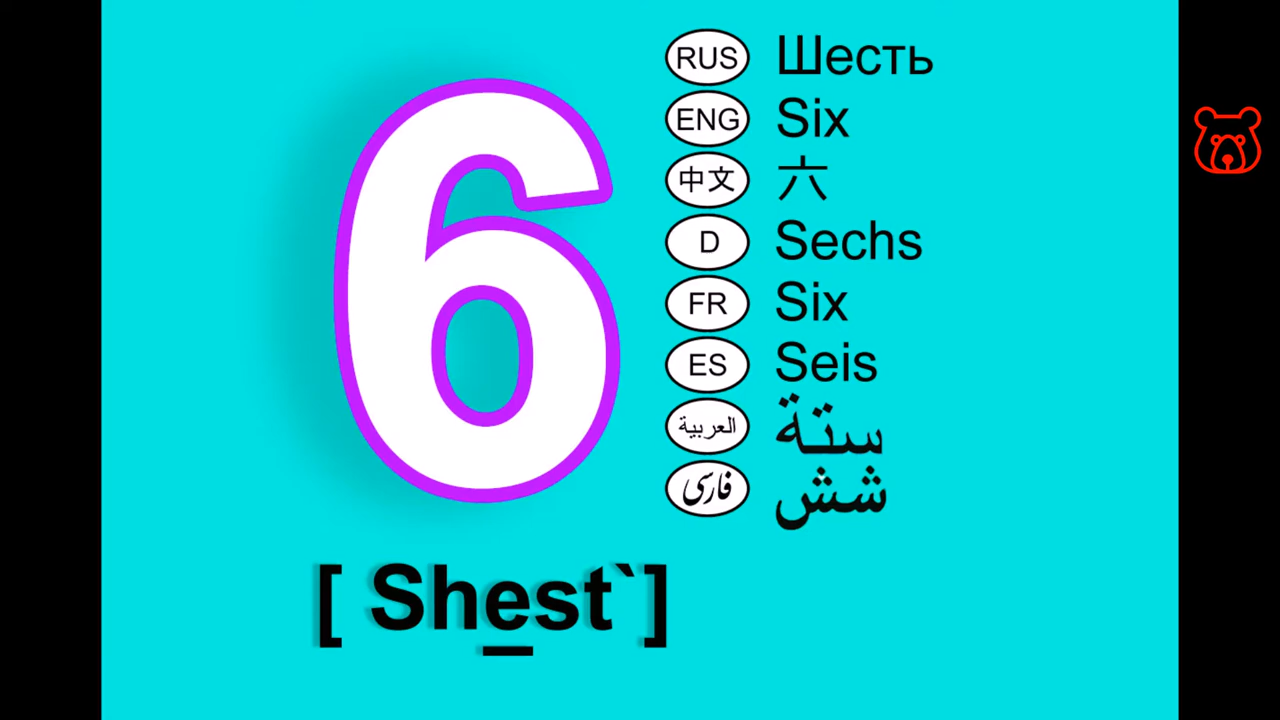 6
RUS Шесть
ENG Six
中文 六
D Sechs
FR Six
ES Seis
العربية ستة
فارسی شش
[ Shest`]